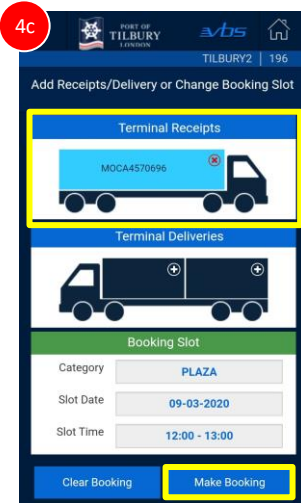 4c
PORT OF
TILBURY
LONDON
vbs
TILBURY2 | 196
Add Receipts/Delivery or Change Booking Slot
Terminal Receipts
MOCA4570696
Terminal Deliveries
Booking Slot
Category PLAZA
Slot Date 09-03-2020
Slot Time 12:00 - 13:00
Clear Booking Make Booking